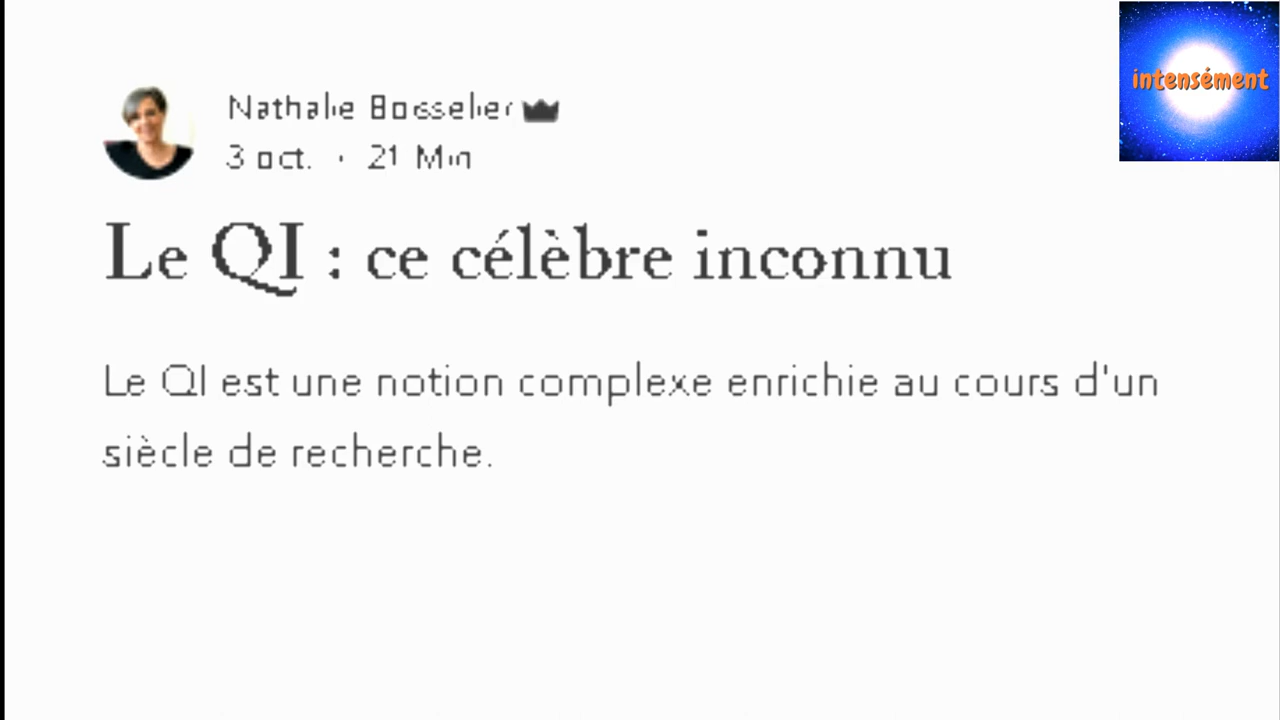 Nathalie Boisselier
3 oct. · 21 Min
intensément
Le QI : ce célèbre inconnu
Le QI est une notion complexe enrichie au cours d'un
siècle de recherche.